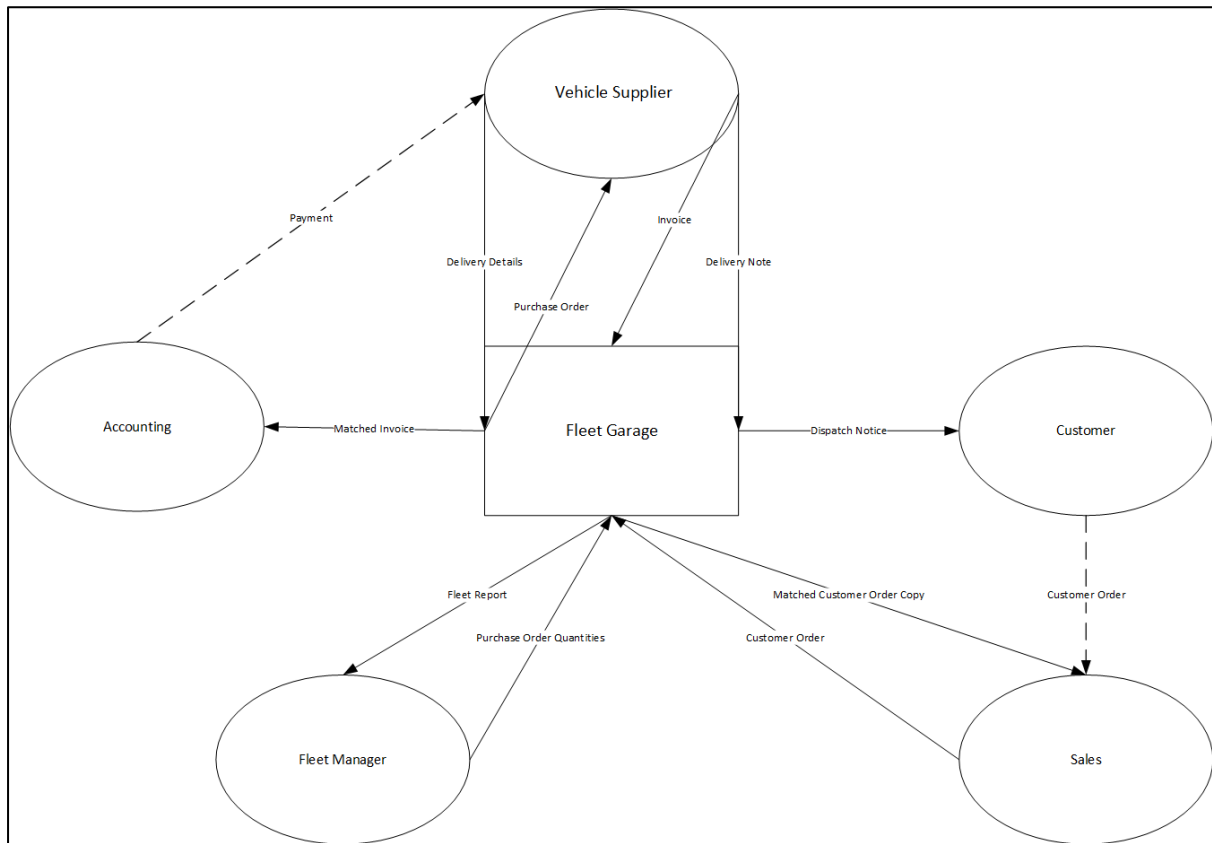 Vehicle Supplier
Payment
Invoice
Delivery Details
Delivery Note
Purchase Order
Accounting
Matched Invoice
Fleet Garage
Dispatch Notice
Customer
Fleet Report
Matched Customer Order Copy
Customer Order
Purchase Order Quantities
Customer Order
Fleet Manager
Sales